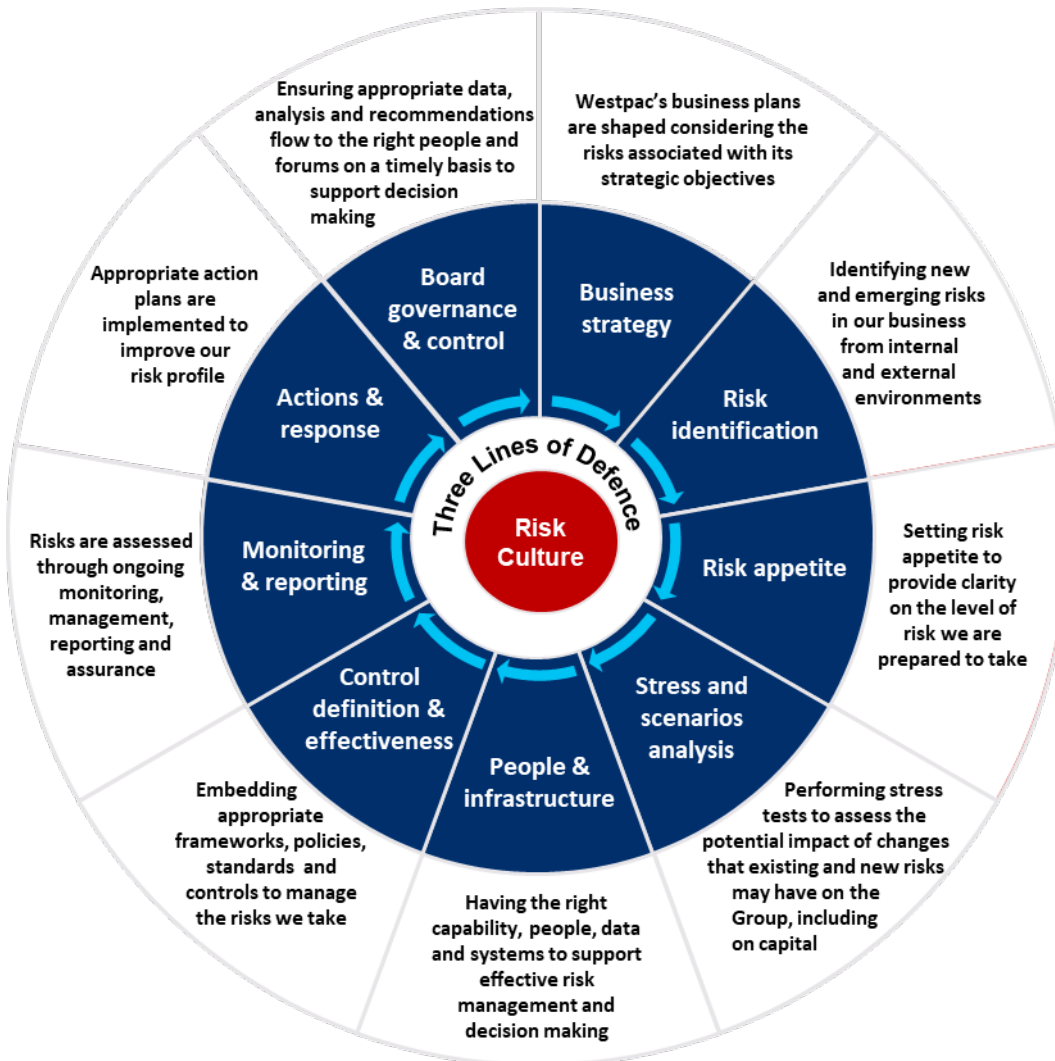 Ensuring appropriate data,
analysis and recommendations
flow to the right people and
forums on a timely basis to
support decision
making
Westpac's business plans
are shaped considering the
risks associated with its
strategic objectives
Identifying new
and emerging risks
in our business
from internal
and external
environments
Setting risk
appetite to
provide clarity
on the level of
risk we are
prepared to take
Performing stress
tests to assess the
potential impact of changes
that existing and new risks
may have on the
Group, including
on capital
Having the right
capability, people, data
and systems to support
effective risk
management and
decision making
Embedding
appropriate
frameworks, policies,
standards and
controls to manage
the risks we take
Risks are assessed
through ongoing
monitoring,
management,
reporting and
assurance
Appropriate action
plans are
implemented to
improve our
risk profile
Board
governance
& control
Business
strategy
Risk
identification
Risk appetite
Stress and
scenarios
analysis
People &
infrastructure
Control
definition &
effectiveness
Monitoring
& reporting
Actions &
response
Three Lines of Defence
Risk
Culture